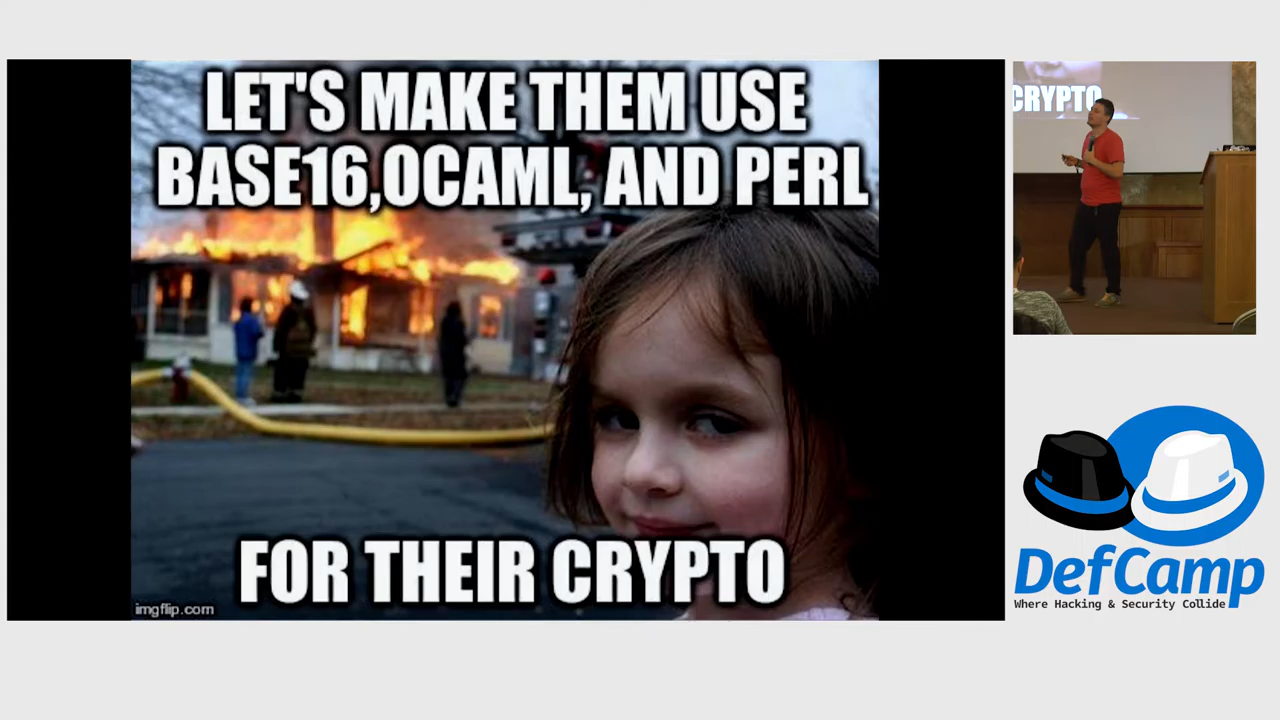 LET'S MAKE THEM USE
BASE16,OCAML, AND PERL
FOR THEIR CRYPTO
imgflip.com
CRYPTO
DefCamp
Where Hacking & Security Collide